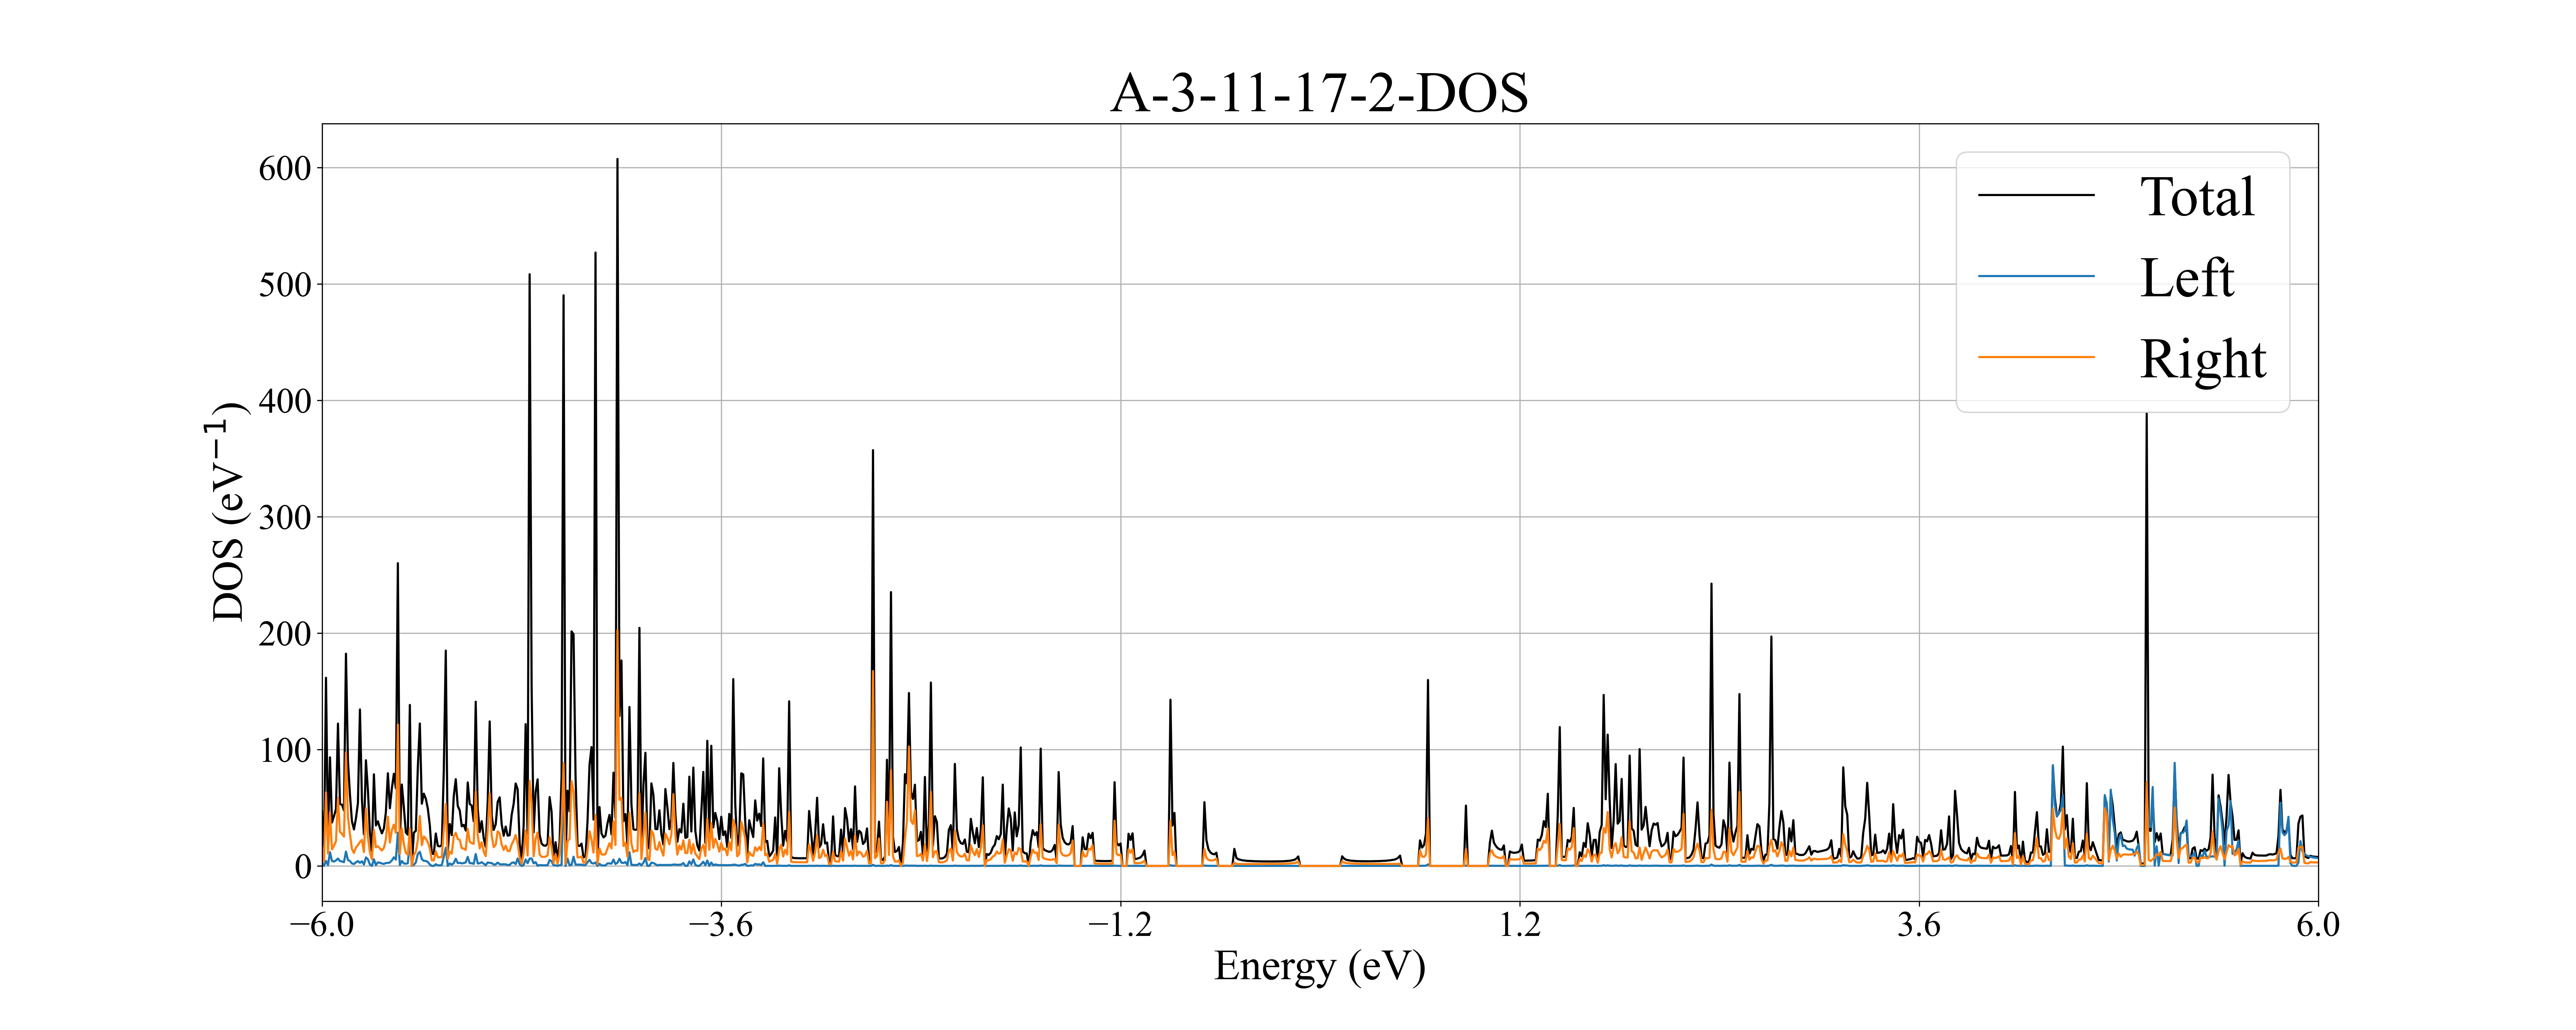 A-3-11-17-2-DOS
Total
Left
Right
600
500
400
300
200
100
0
DOS (eV⁻¹)
−6.0 −3.6 −1.2 1.2 3.6 6.0
Energy (eV)